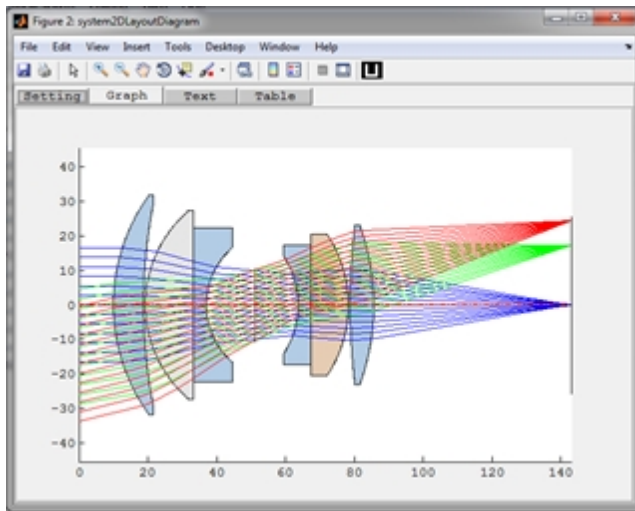 Figure 2: system2DLayoutDiagram
File Edit View Insert Tools Desktop Window Help
Setting Graph Text Table
40
30
20
10
0
-10
-20
-30
-40
0 20 40 60 80 100 120 140